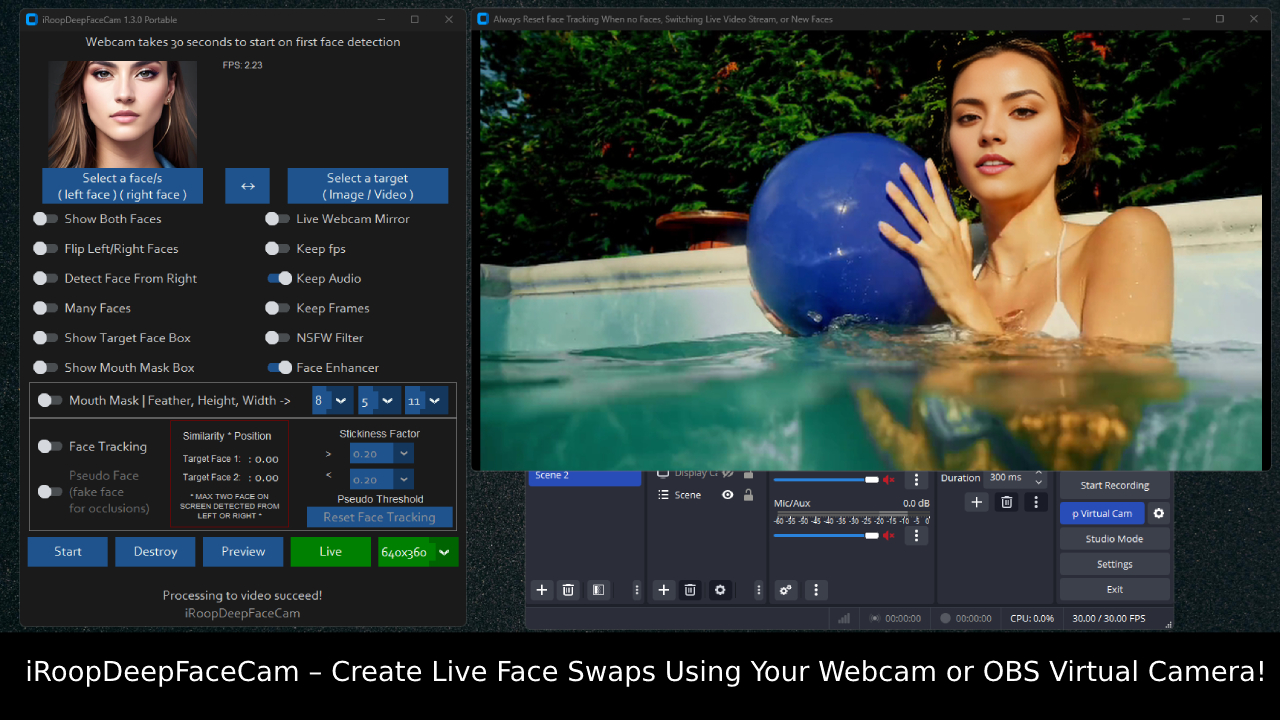 iRoopDeepFaceCam 1.3.0 Portable
Webcam takes 30 seconds to start on first face detection
FPS: 2.23
Select a face/s
( left face ) ( right face )
↔
Select a target
( Image / Video )
Show Both Faces
Live Webcam Mirror
Flip Left/Right Faces
Keep fps
Detect Face From Right
Keep Audio
Many Faces
Keep Frames
Show Target Face Box
NSFW Filter
Show Mouth Mask Box
Face Enhancer
Mouth Mask | Feather, Height, Width ->
8
5
11
Face Tracking
Pseudo Face
(fake face
for occlusions)
Similarity * Position
Target Face 1: : 0.00
Target Face 2: : 0.00
* MAX TWO FACE ON
SCREEN DETECTED FROM
LEFT OR RIGHT *
Stickiness Factor
> 0.20
< 0.20
Pseudo Threshold
Reset Face Tracking
Start
Destroy
Preview
Live
640x360
Processing to video succeed!
iRoopDeepFaceCam
Always Reset Face Tracking When no Faces, Switching Live Video Stream, or New Faces
Scene 2
Display
Scene
Mic/Aux
0.0 dB
-60 -55 -50 -45 -40 -35 -30 -25 -20 -15 -10 -5 0
Duration
300 ms
Start Recording
p Virtual Cam
Studio Mode
Settings
Exit
00:00:00
00:00:00
CPU: 0.0%
30.00 / 30.00 FPS
iRoopDeepFaceCam – Create Live Face Swaps Using Your Webcam or OBS Virtual Camera!